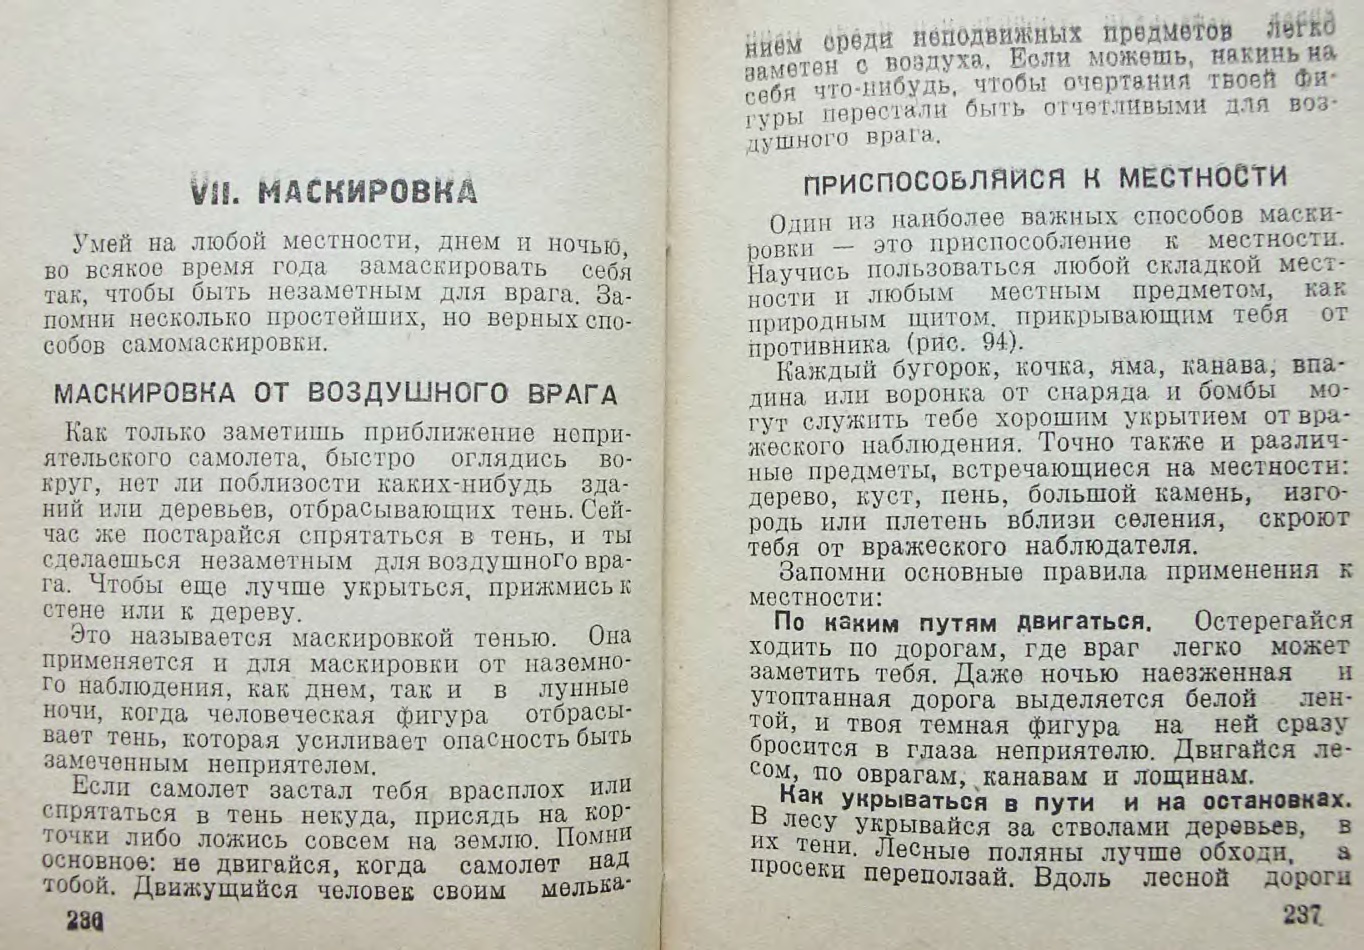 VII. МАСКИРОВКА
Умей на любой местности, днем и ночью,
во всякое время года замаскировать себя
так, чтобы быть незаметным для врага. За-
помни несколько простейших, но верных спо-
собов самомаскировки.
МАСКИРОВКА ОТ ВОЗДУШНОГО ВРАГА
Как только заметишь приближение непри-
ятельского самолета, быстро оглядись во-
круг, нет ли поблизости каких-нибудь зда-
ний или деревьев, отбрасывающих тень. Сей-
час же постарайся спрятаться в тень, и ты
сделаешься незаметным для воздушного вра-
га. Чтобы еще лучше укрыться, прижмись к
стене или к дереву.
Это называется маскировкой тенью. Она
применяется и для маскировки от наземно-
го наблюдения, как днем, так и в лунные
ночи, когда человеческая фигура отбрасы-
вает тень, которая усиливает опасность быть
замеченным неприятелем.
Если самолет застал тебя врасплох или
спрятаться в тень некуда, присядь на кор-
точки либо ложись совсем на землю. Помни
основное: не двигайся, когда самолет над
тобой. Движущийся человек своим мелька-
236
нием среди неподвижных предметов легко
заметен с воздуха. Если можешь, накинь на
себя что-нибудь, чтобы очертания твоей фи-
гуры перестали быть отчетливыми для воз-
душного врага.
ПРИСПОСОБЛЯЙСЯ К МЕСТНОСТИ
Один из наиболее важных способов маски-
ровки — это приспособление к местности.
Научись пользоваться любой складкой мест-
ности и любым местным предметом, как
природным щитом, прикрывающим тебя от
противника (рис. 94).
Каждый бугорок, кочка, яма, канава, впа-
дина или воронка от снаряда и бомбы мо-
гут служить тебе хорошим укрытием от вра-
жеского наблюдения. Точно также и различ-
ные предметы, встречающиеся на местности:
дерево, куст, пень, большой камень, изго-
родь или плетень вблизи селения, скроют
тебя от вражеского наблюдателя.
Запомни основные правила применения к
местности:
По каким путям двигаться. Остерегайся
ходить по дорогам, где враг легко может
заметить тебя. Даже ночью наезженная и
утоптанная дорога выделяется белой лен-
той, и твоя темная фигура на ней сразу
бросится в глаза неприятелю. Двигайся ле-
сом, по оврагам, канавам и лощинам.
Как укрываться в пути и на остановках.
В лесу укрывайся за стволами деревьев, в
их тени. Лесные поляны лучше обходи, а
просеки переползай. Вдоль лесной дороги
237